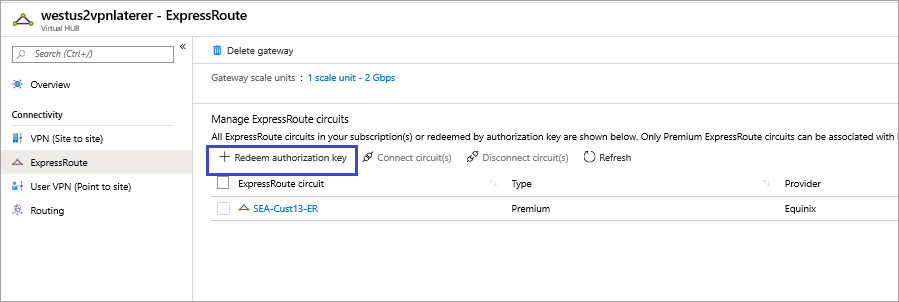 westus2vpnlaterer - ExpressRoute
Virtual HUB
Search (Ctrl+/)
«
Overview
Connectivity
VPN (Site to site)
ExpressRoute
User VPN (Point to site)
Routing
Delete gateway
Gateway scale units : 1 scale unit - 2 Gbps
Manage ExpressRoute circuits
All ExpressRoute circuits in your subscription(s) or redeemed by authorization key are shown below. Only Premium ExpressRoute circuits can be associated with
Redeem authorization key Connect circuit(s) Disconnect circuit(s) Refresh
ExpressRoute circuit Type Provider
SEA-Cust13-ER Premium Equinix